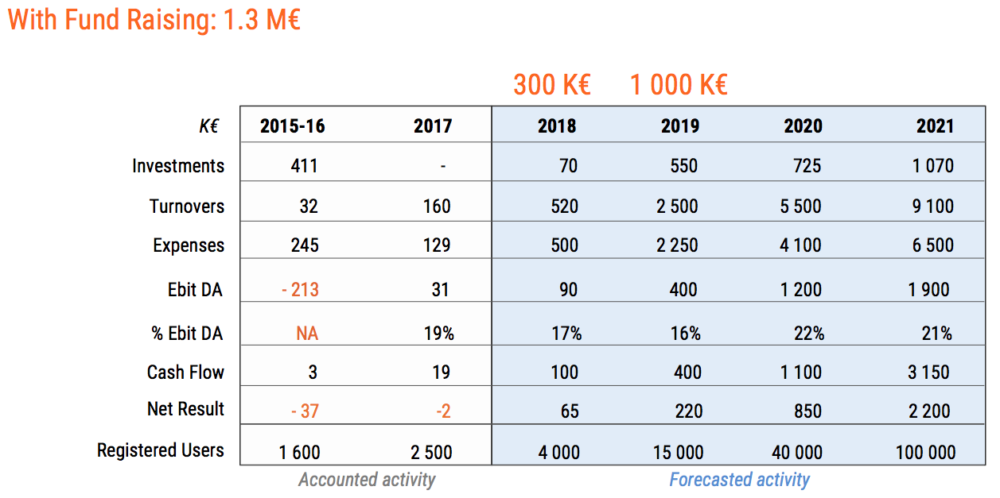 With Fund Raising: 1.3 M€
300 K€ 1 000 K€
K€ 2015-16 2017 2018 2019 2020 2021
Investments 411 - 70 550 725 1 070
Turnovers 32 160 520 2 500 5 500 9 100
Expenses 245 129 500 2 250 4 100 6 500
Ebit DA - 213 31 90 400 1 200 1 900
% Ebit DA NA 19% 17% 16% 22% 21%
Cash Flow 3 19 100 400 1 100 3 150
Net Result - 37 -2 65 220 850 2 200
Registered Users 1 600 2 500 4 000 15 000 40 000 100 000
Accounted activity Forecasted activity